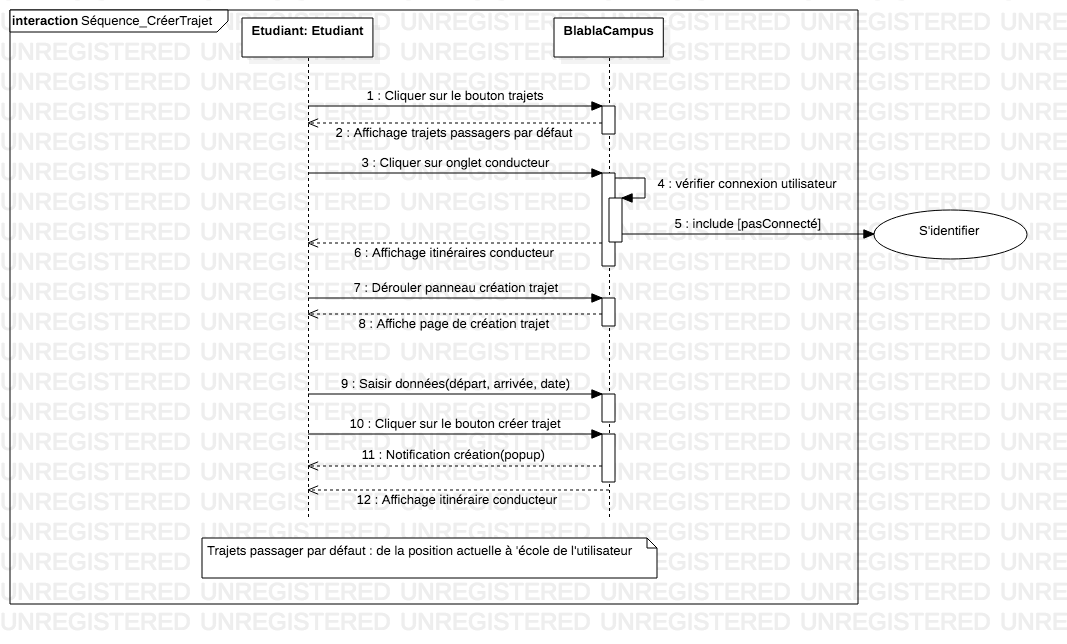 interaction Séquence_CréerTrajet
Etudiant: Etudiant
BlablaCampus
1 : Cliquer sur le bouton trajets
2 : Affichage trajets passagers par défaut
3 : Cliquer sur onglet conducteur
4 : vérifier connexion utilisateur
5 : include [pasConnecté]
S'identifier
6 : Affichage itinéraires conducteur
7 : Dérouler panneau création trajet
8 : Affiche page de création trajet
9 : Saisir données(départ, arrivée, date)
10 : Cliquer sur le bouton créer trajet
11 : Notification création(popup)
12 : Affichage itinéraire conducteur
Trajets passager par défaut : de la position actuelle à 'école de l'utilisateur
UNREGISTERED